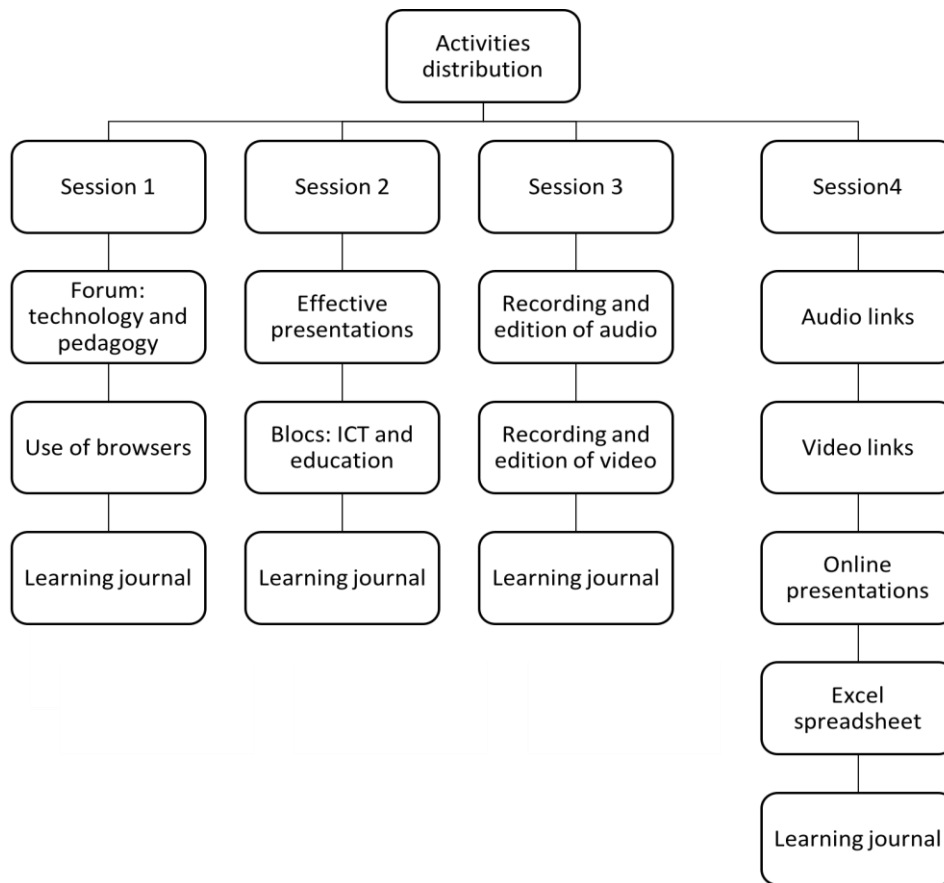 Activities
distribution
Session 1
Forum:
technology and
pedagogy
Use of browsers
Learning journal
Session 2
Effective
presentations
Blocs: ICT and
education
Learning journal
Session 3
Recording and
edition of audio
Recording and
edition of video
Learning journal
Session4
Audio links
Video links
Online
presentations
Excel
spreadsheet
Learning journal